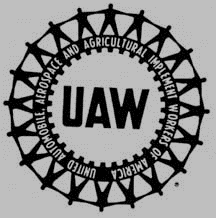 UNITED AUTOMOBILE, AEROSPACE AND AGRICULTURAL IMPLEMENT WORKERS OF AMERICA
UAW